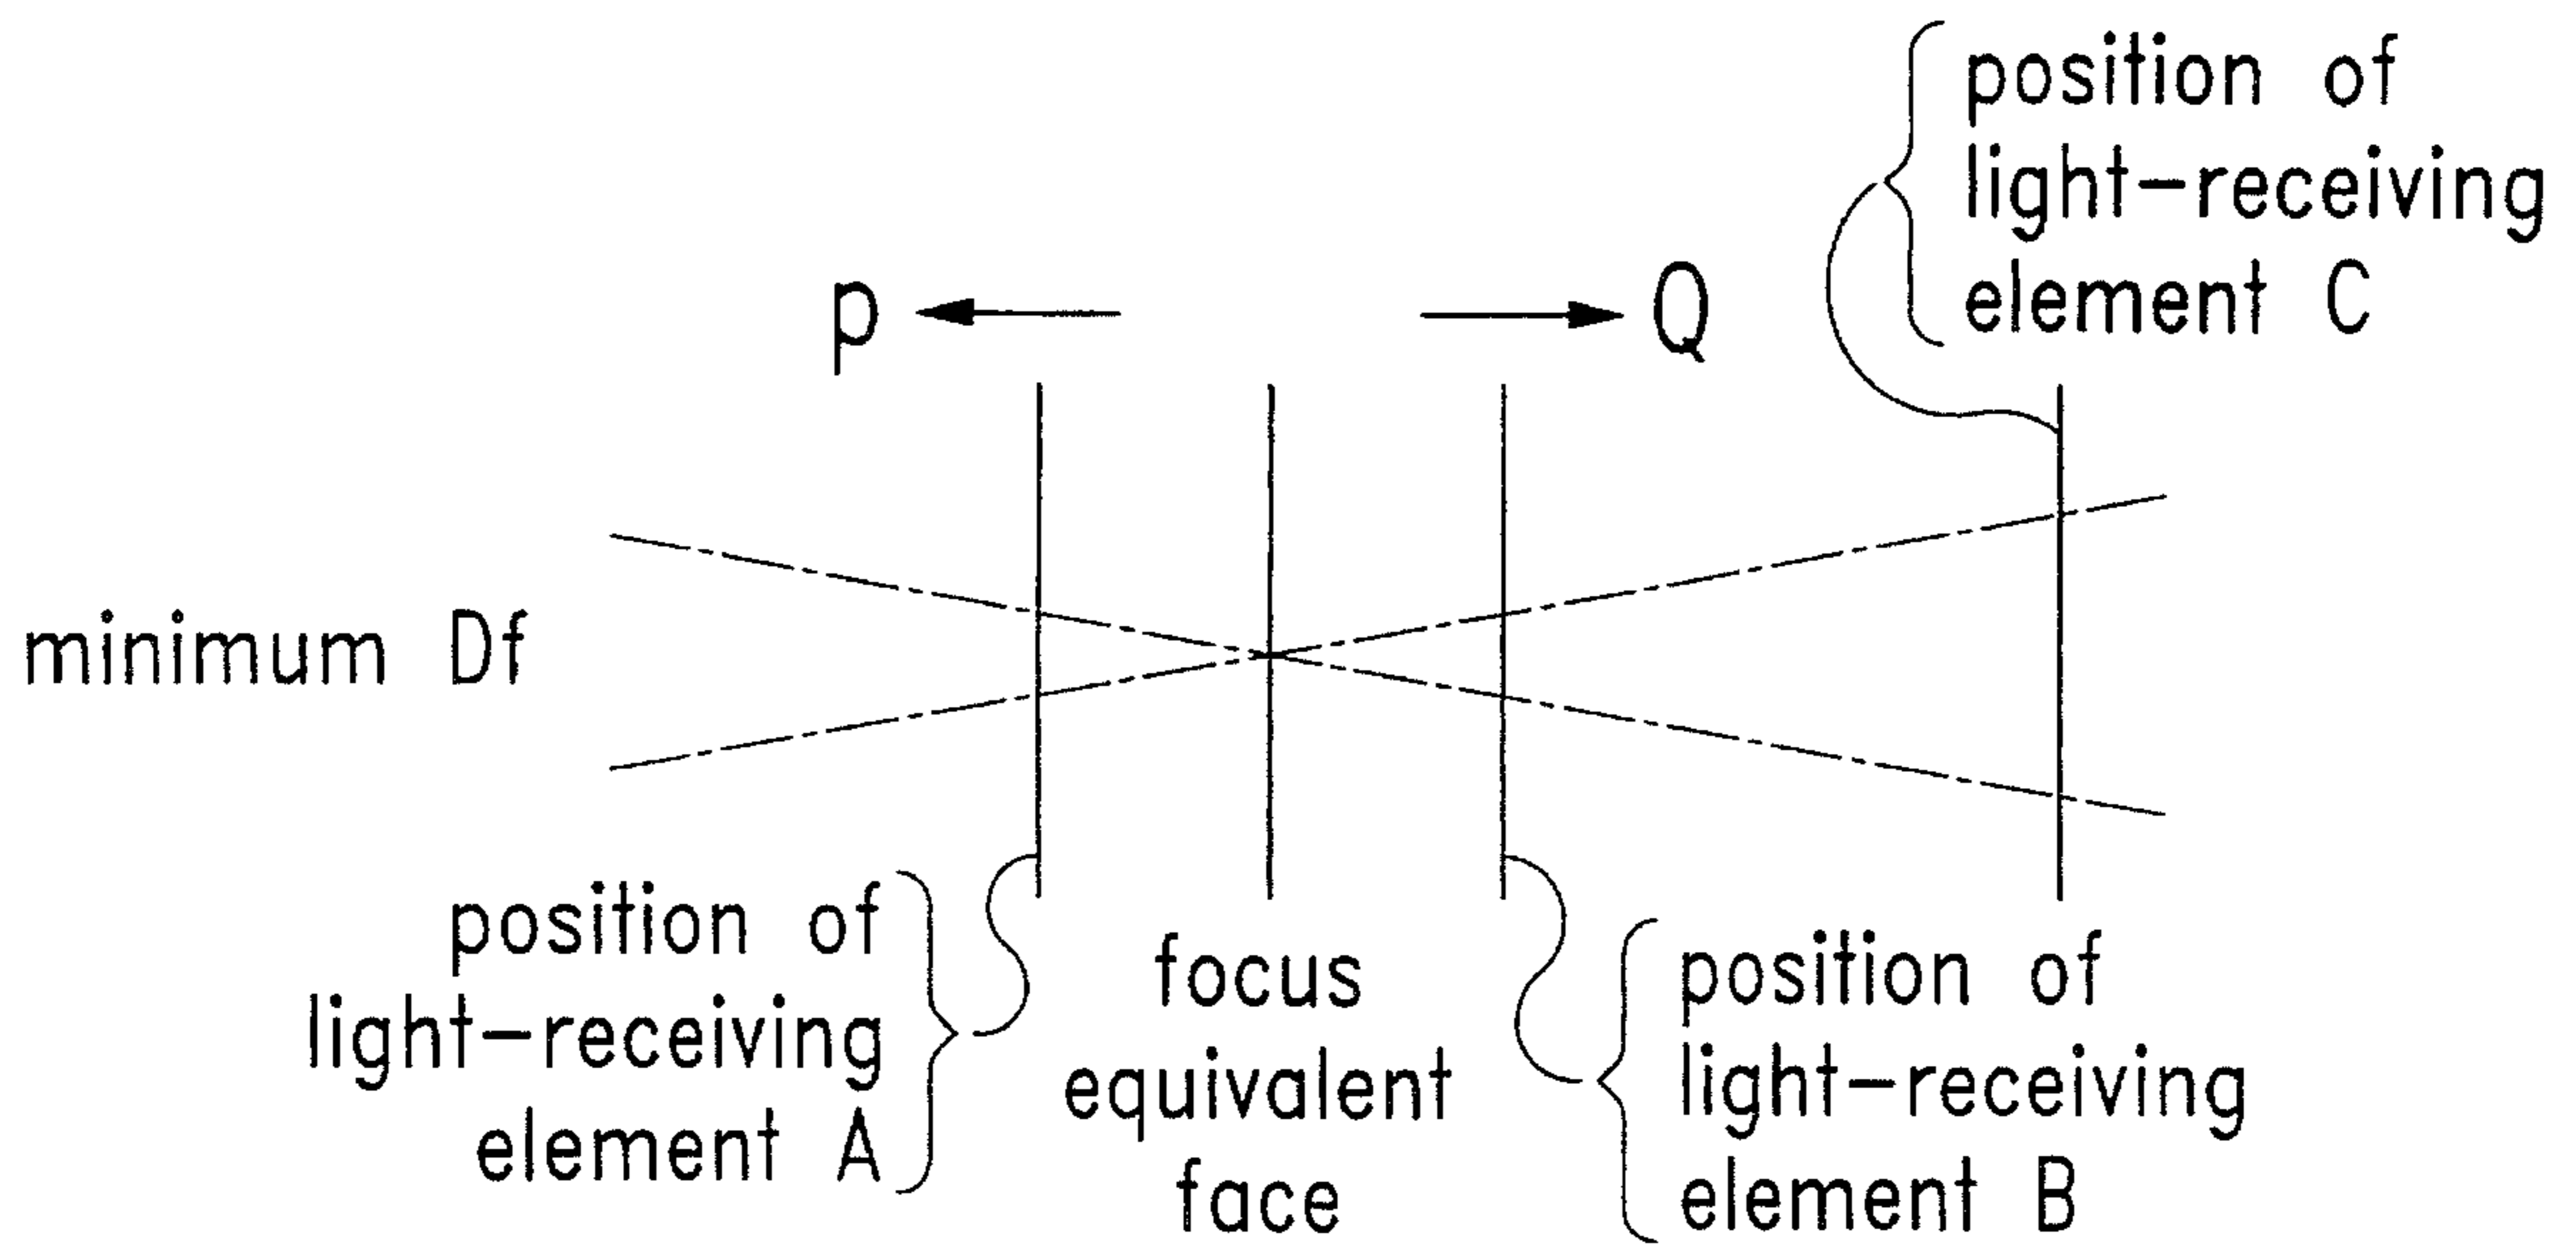 position of
light-receiving
element C
p
Q
minimum Df
position of
light-receiving
element A
focus
equivalent
face
position of
light-receiving
element B